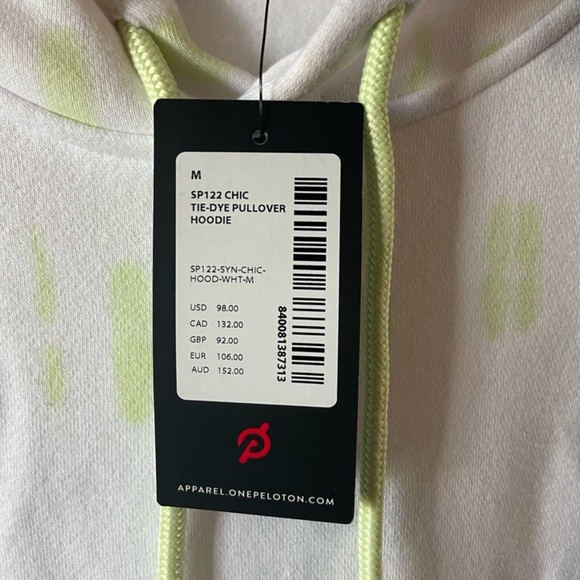 M
SP122 CHIC
TIE-DYE PULLOVER
HOODIE
SP122-SYN-CHIC-
HOOD-WHT-M
USD 98.00
CAD 132.00
GBP 92.00
EUR 106.00
AUD 152.00
840081387313
APPAREL.ONEPELOTON.COM